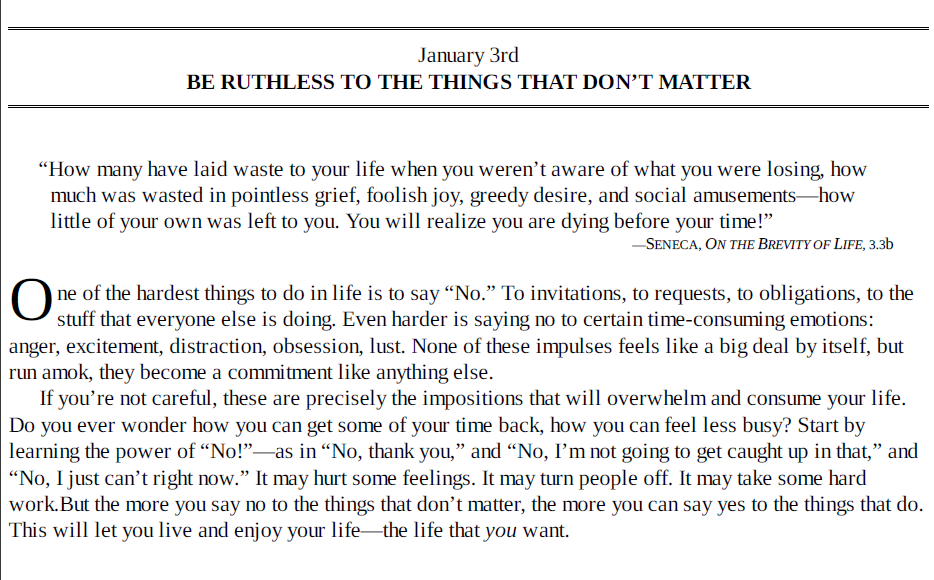 January 3rd
BE RUTHLESS TO THE THINGS THAT DON’T MATTER
“How many have laid waste to your life when you weren’t aware of what you were losing, how
much was wasted in pointless grief, foolish joy, greedy desire, and social amusements—how
little of your own was left to you. You will realize you are dying before your time!”
—SENECA, ON THE BREVITY OF LIFE, 3.3b
One of the hardest things to do in life is to say “No.” To invitations, to requests, to obligations, to the
stuff that everyone else is doing. Even harder is saying no to certain time-consuming emotions:
anger, excitement, distraction, obsession, lust. None of these impulses feels like a big deal by itself, but
run amok, they become a commitment like anything else.
If you’re not careful, these are precisely the impositions that will overwhelm and consume your life.
Do you ever wonder how you can get some of your time back, how you can feel less busy? Start by
learning the power of “No!”—as in “No, thank you,” and “No, I’m not going to get caught up in that,” and
“No, I just can’t right now.” It may hurt some feelings. It may turn people off. It may take some hard
work.But the more you say no to the things that don’t matter, the more you can say yes to the things that do.
This will let you live and enjoy your life—the life that you want.